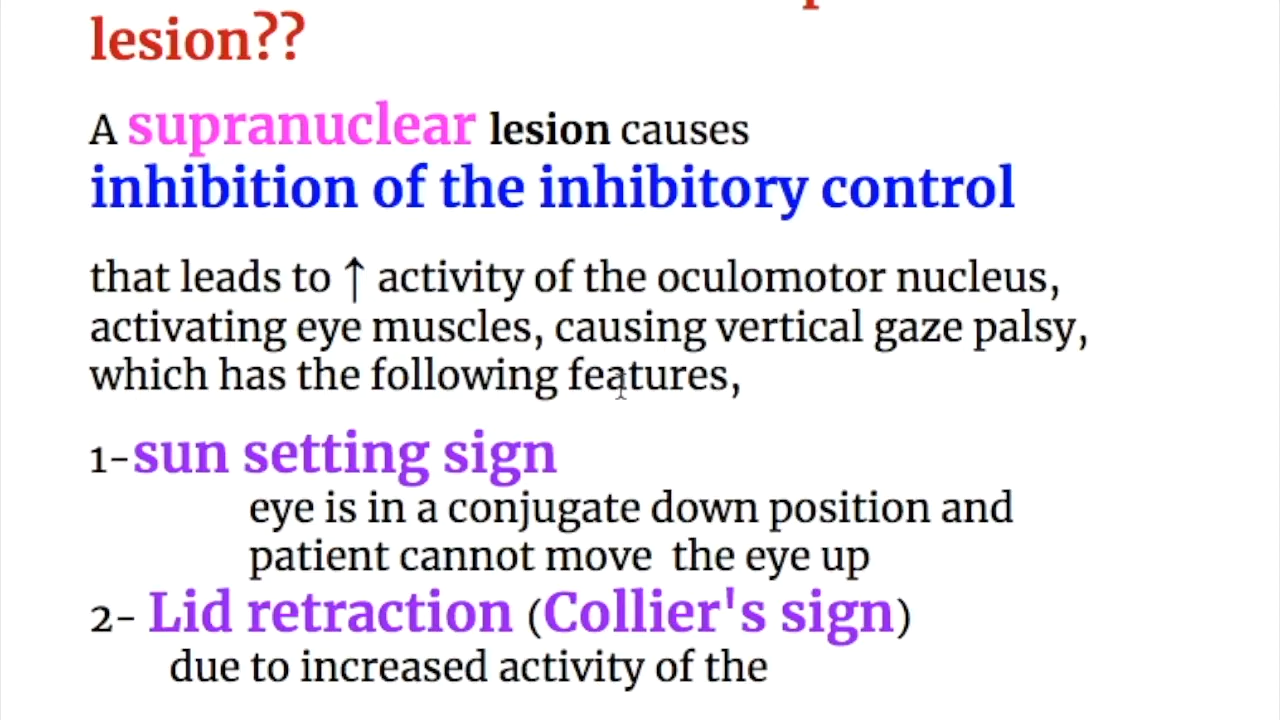 lesion??
A supranuclear lesion causes
inhibition of the inhibitory control
that leads to ↑ activity of the oculomotor nucleus,
activating eye muscles, causing vertical gaze palsy,
which has the following features,
1-sun setting sign
eye is in a conjugate down position and
patient cannot move the eye up
2- Lid retraction (Collier's sign)
due to increased activity of the